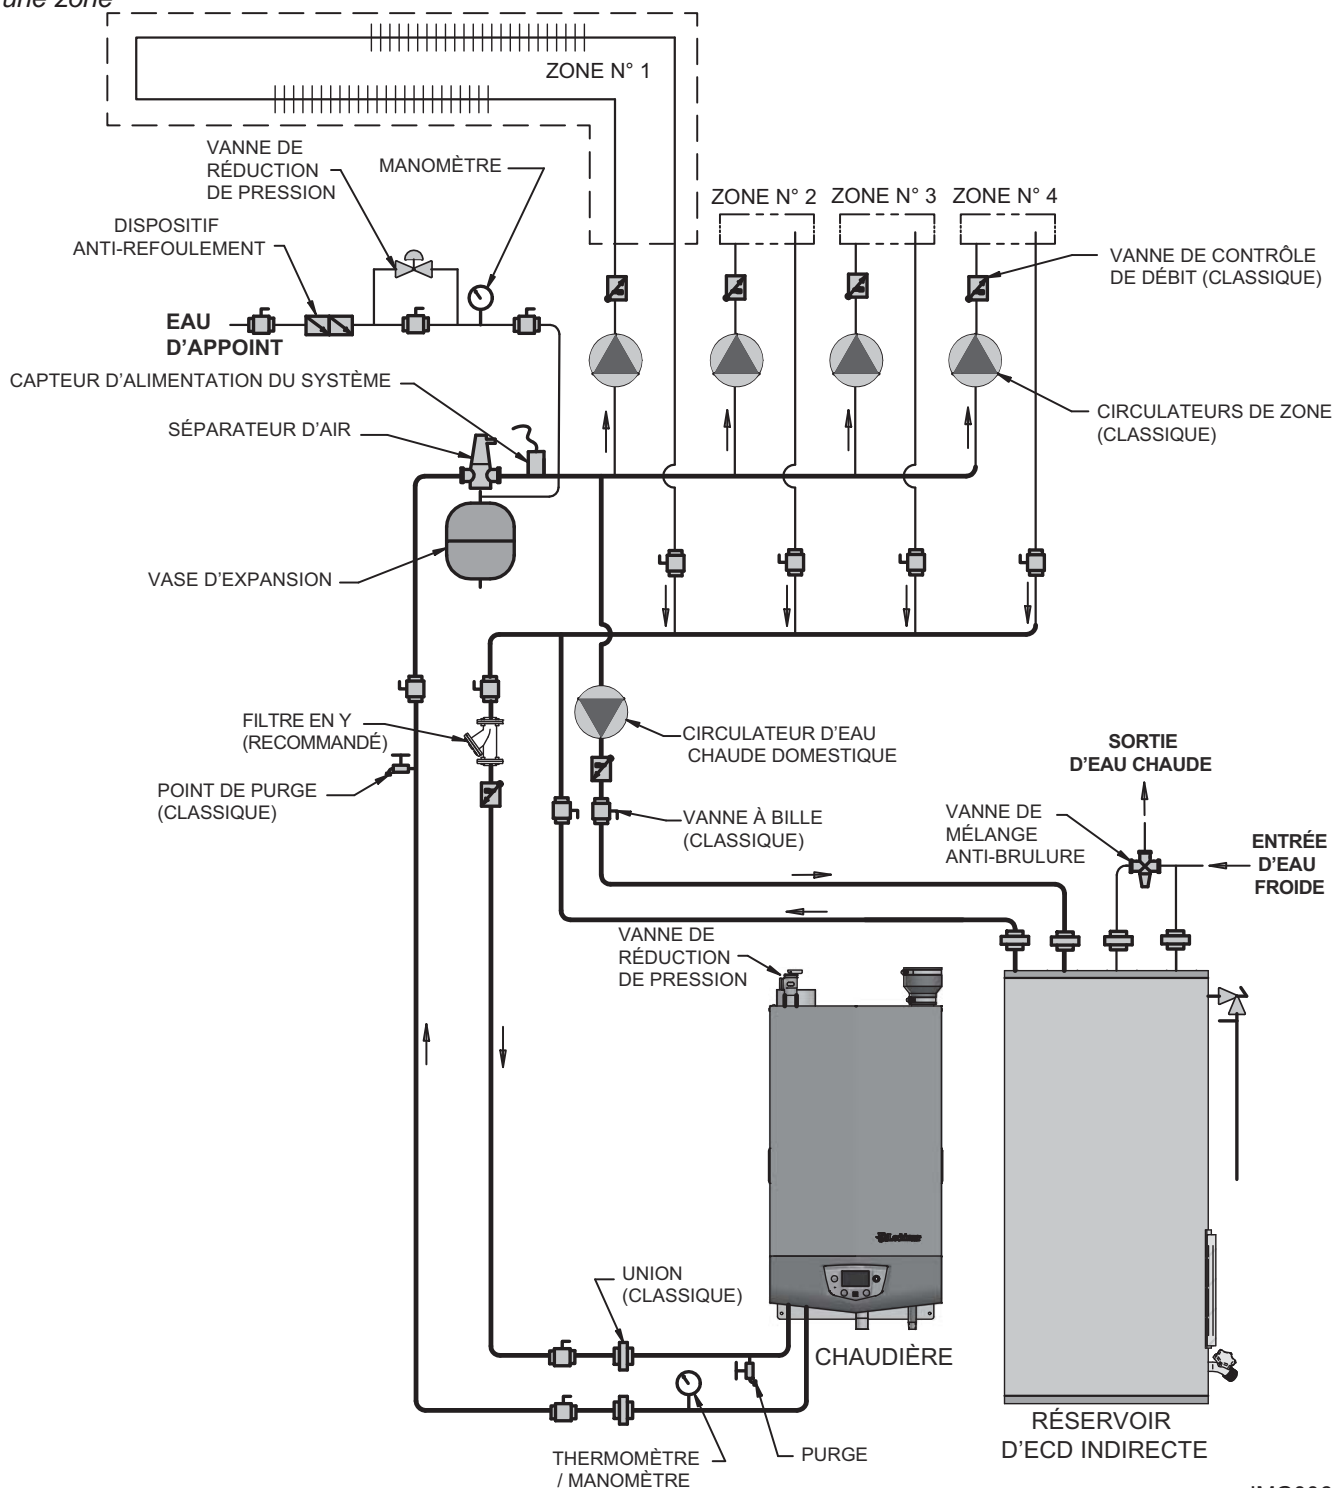 une zone
ZONE N° 1
VANNE DE
RÉDUCTION
DE PRESSION
MANOMÈTRE
ZONE N° 2
ZONE N° 3
ZONE N° 4
DISPOSITIF
ANTI-REFOULEMENT
VANNE DE CONTRÔLE
DE DÉBIT (CLASSIQUE)
EAU
D'APPOINT
CAPTEUR D'ALIMENTATION DU SYSTÈME
CIRCULATEURS DE ZONE
(CLASSIQUE)
SÉPARATEUR D'AIR
VASE D'EXPANSION
FILTRE EN Y
(RECOMMANDÉ)
CIRCULATEUR D'EAU
CHAUDE DOMESTIQUE
SORTIE
D'EAU CHAUDE
POINT DE PURGE
(CLASSIQUE)
VANNE À BILLE
(CLASSIQUE)
VANNE DE
MÉLANGE
ANTI-BRULURE
ENTRÉE
D'EAU
FROIDE
VANNE DE
RÉDUCTION
DE PRESSION
UNION
(CLASSIQUE)
CHAUDIÈRE
RÉSERVOIR
D'ECD INDIRECTE
THERMOMÈTRE
/ MANOMÈTRE
PURGE